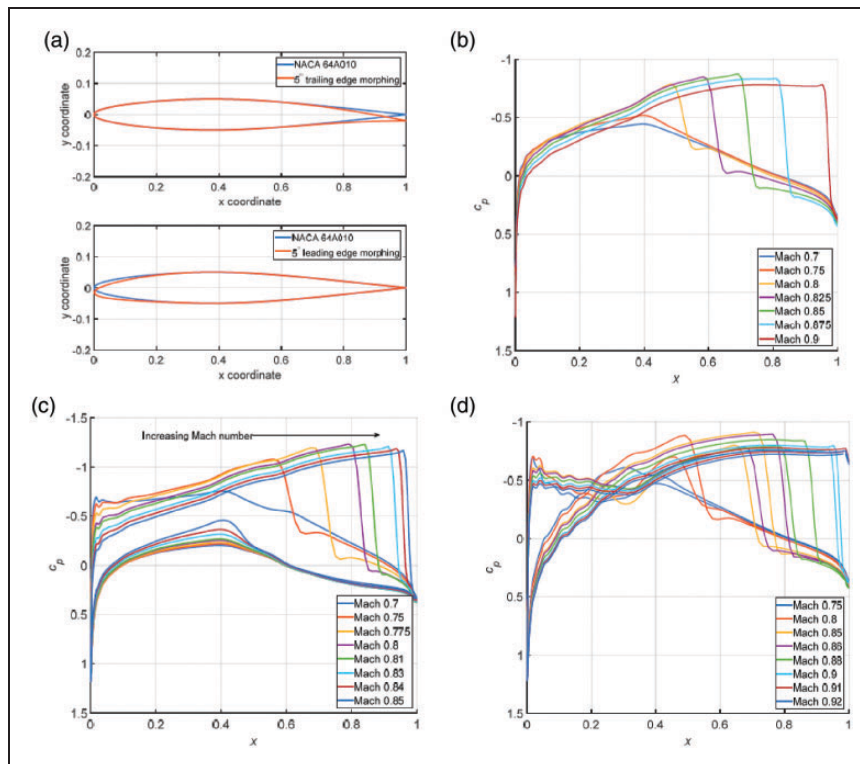 (a)
0.2
0.1
0
-0.1
-0.2
y coordinate
0 0.2 0.4 0.6 0.8 1
x coordinate
NACA 64A010
5° trailing edge morphing
0.2
0.1
0
-0.1
-0.2
y coordinate
0 0.2 0.4 0.6 0.8 1
x coordinate
NACA 64A010
5° leading edge morphing
(b)
-1
-0.5
0
0.5
1
1.5
cp
0 0.2 0.4 0.6 0.8 1
x
Mach 0.7
Mach 0.75
Mach 0.8
Mach 0.825
Mach 0.85
Mach 0.875
Mach 0.9
(c)
-1.5
-1
-0.5
0
0.5
1
1.5
cp
Increasing Mach number
0 0.2 0.4 0.6 0.8 1
x
Mach 0.7
Mach 0.75
Mach 0.775
Mach 0.8
Mach 0.81
Mach 0.83
Mach 0.84
Mach 0.85
(d)
-1
-0.5
0
0.5
1
1.5
cp
0 0.2 0.4 0.6 0.8 1
x
Mach 0.75
Mach 0.8
Mach 0.85
Mach 0.86
Mach 0.88
Mach 0.9
Mach 0.91
Mach 0.92